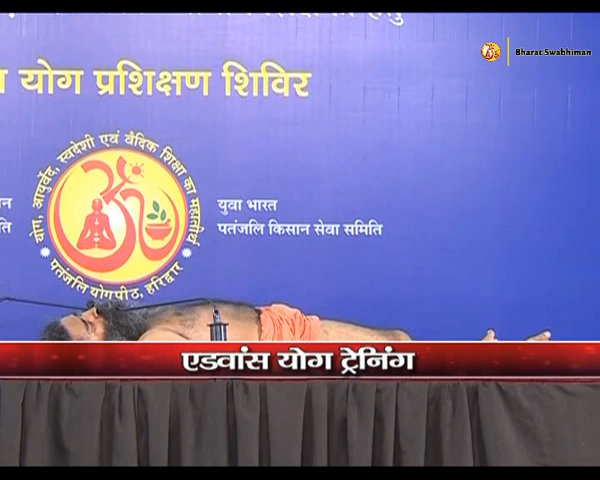 Bharat Swabhiman
योग प्रशिक्षण शिविर
योग, आयुर्वेद, स्वदेशी एवं वैदिक शिक्षा का महातीर्थ
पतंजलि योगपीठ, हरिद्वार
युवा भारत
पतंजलि किसान सेवा समिति
एडवांस योग ट्रेनिंग